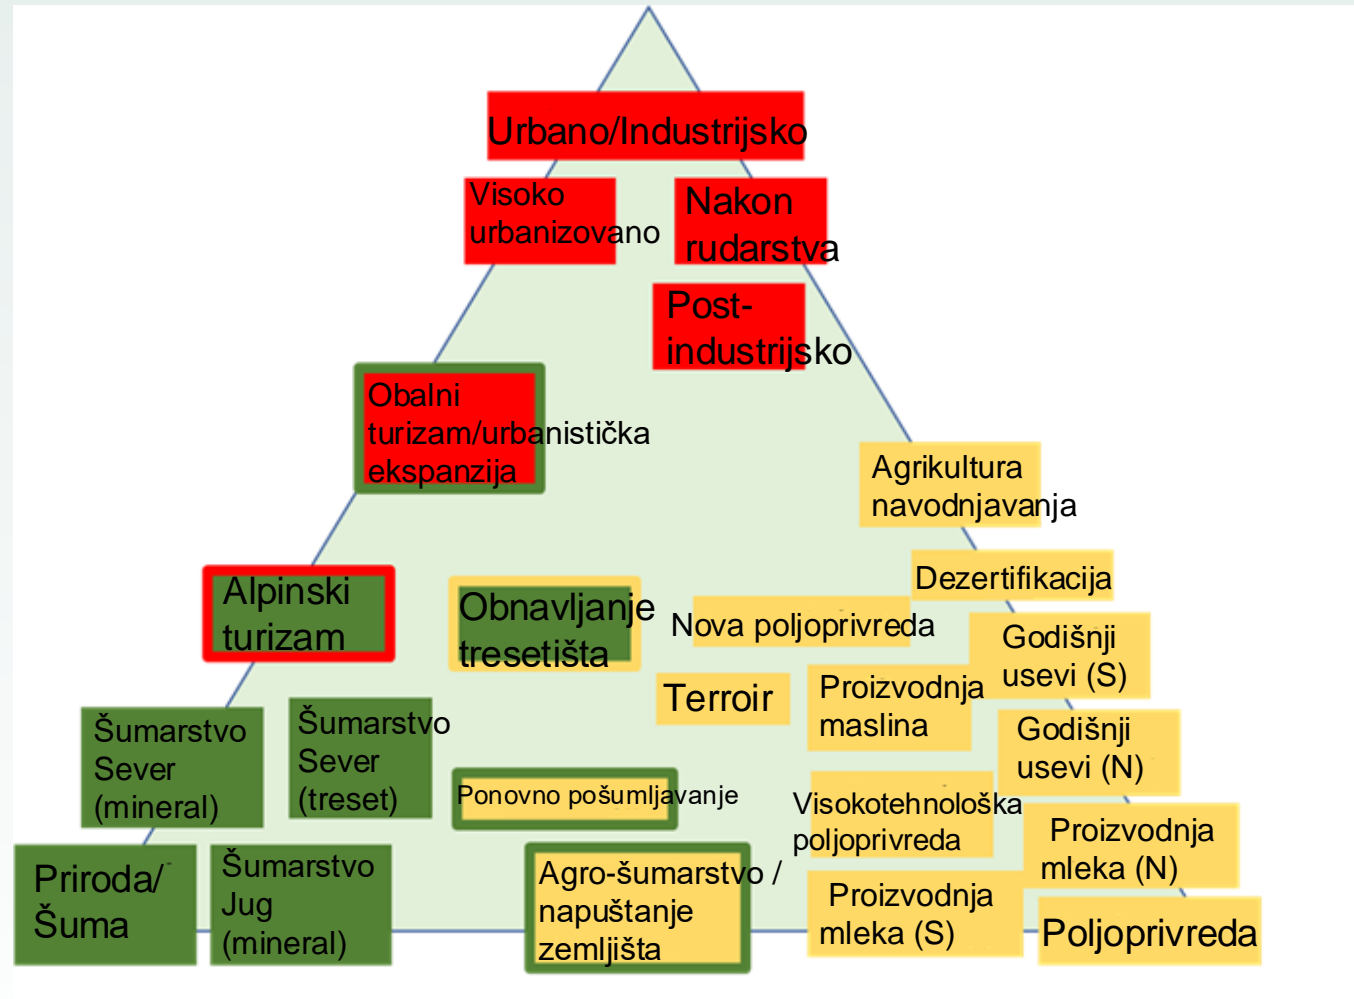 Urbano/Industrijsko
Visoko
urbanizovano
Nakon
rudarstva
Post-
industrijsko
Obalni
turizam/urbanistička
ekspanzija
Agrikultura
navodnjavanja
Dezertifikacija
Alpinski
turizam
Obnavljanje
tresetišta
Nova poljoprivreda
Godišnji
usevi (S)
Terroir
Proizvodnja
maslina
Šumarstvo
Sever
(mineral)
Šumarstvo
Sever
(treset)
Godišnji
usevi (N)
Ponovno pošumljavanje
Visokotehnološka
poljoprivreda
Proizvodnja
mleka (N)
Priroda/
Šuma
Šumarstvo
Jug
(mineral)
Agro-šumarstvo /
napuštanje
zemljišta
Proizvodnja
mleka (S)
Poljoprivreda